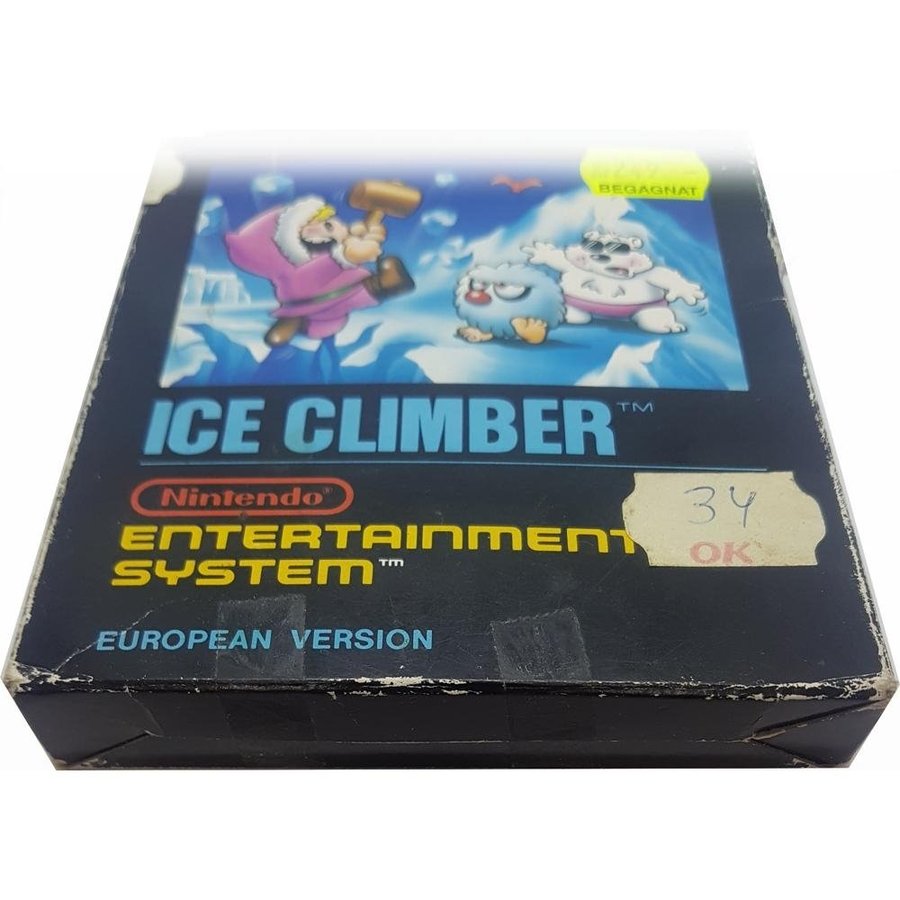 BEGAGNAT
ICE CLIMBER™
Nintendo®
ENTERTAINMENT
SYSTEM™
34
OK
EUROPEAN VERSION